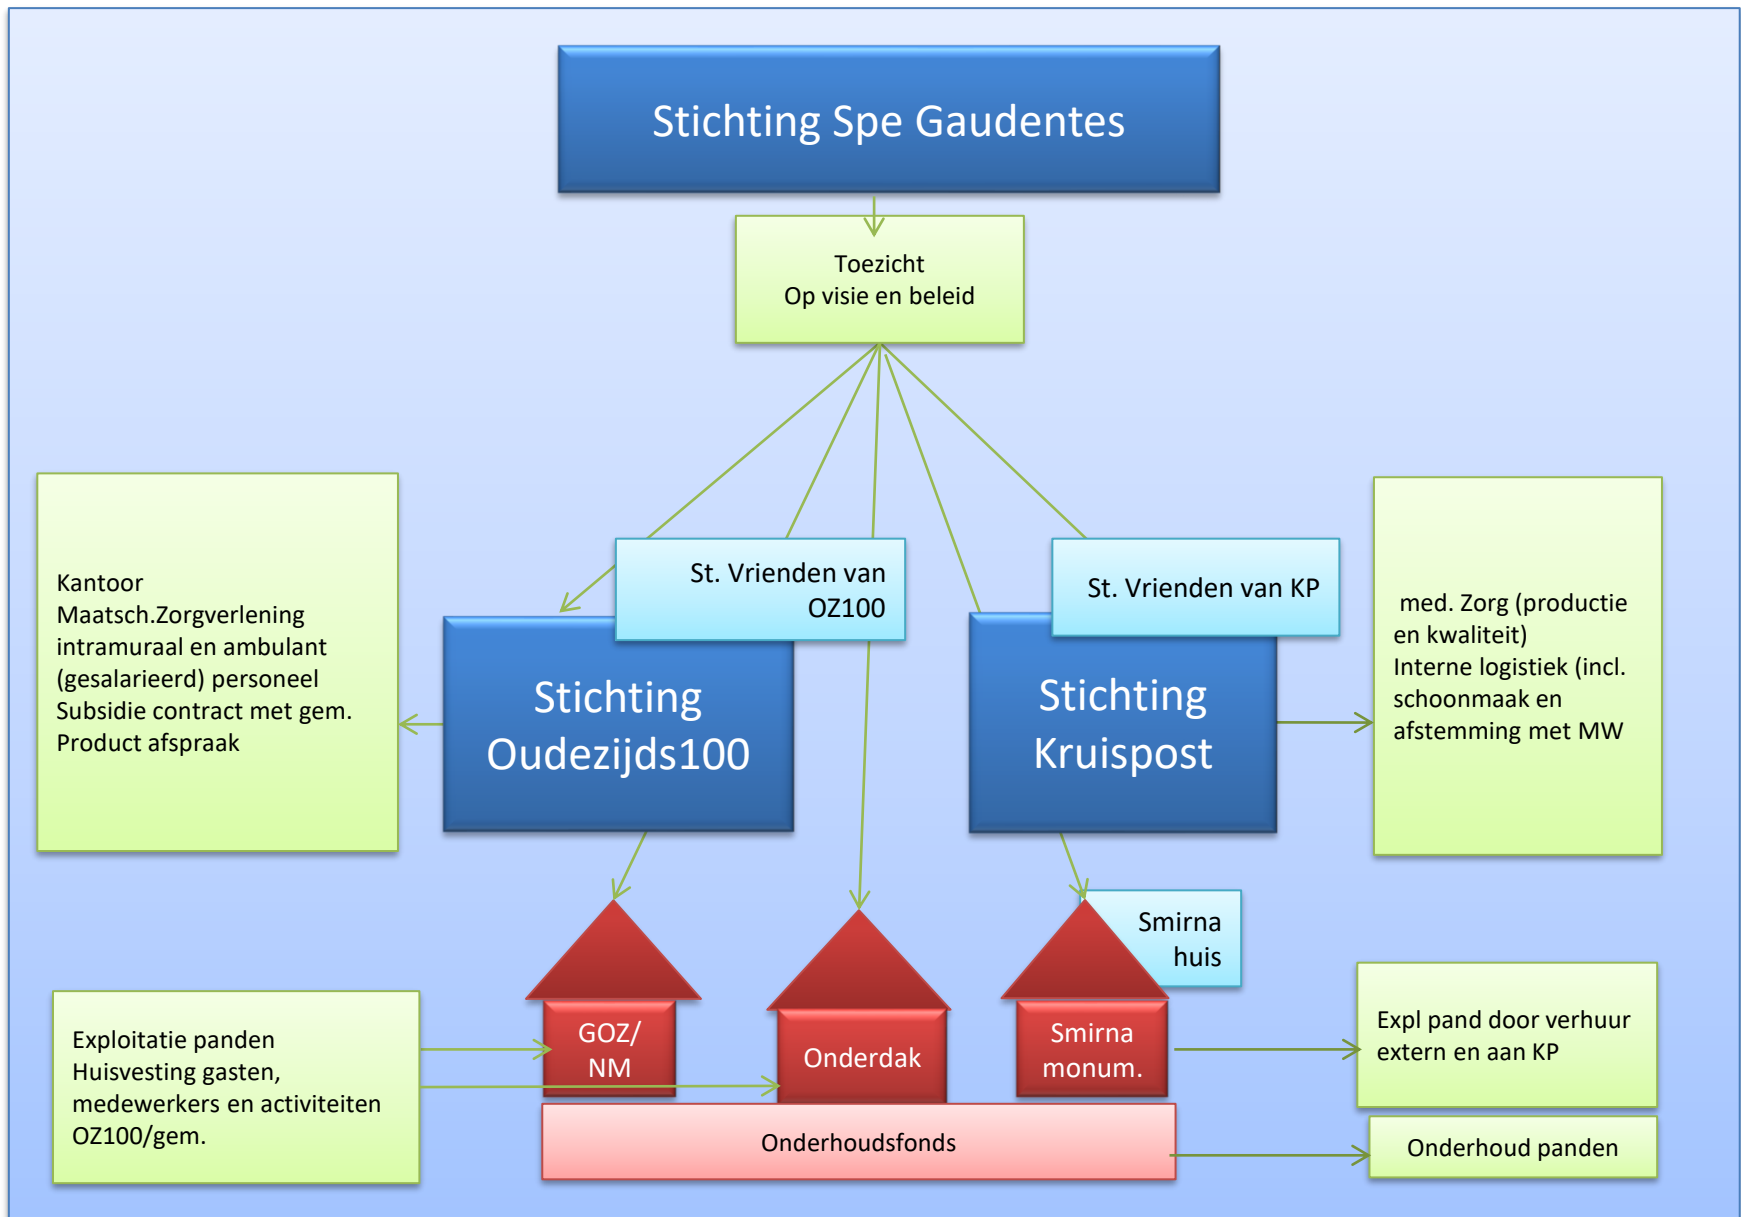 Stichting Spe Gaudentes
Toezicht
Op visie en beleid
Kantoor
Maatsch.Zorgverlening
intramuraal en ambulant
(gesalarieerd) personeel
Subsidie contract met gem.
Product afspraak
St. Vrienden van
OZ100
Stichting
Oudezijds100
St. Vrienden van KP
Stichting
Kruispost
med. Zorg (productie
en kwaliteit)
Interne logistiek (incl.
schoonmaak en
afstemming met MW
Exploitatie panden
Huisvesting gasten,
medewerkers en activiteiten
OZ100/gem.
GOZ/
NM
Onderdak
Smirna
huis
Smirna
monum.
Expl pand door verhuur
extern en aan KP
Onderhoudsfonds
Onderhoud panden